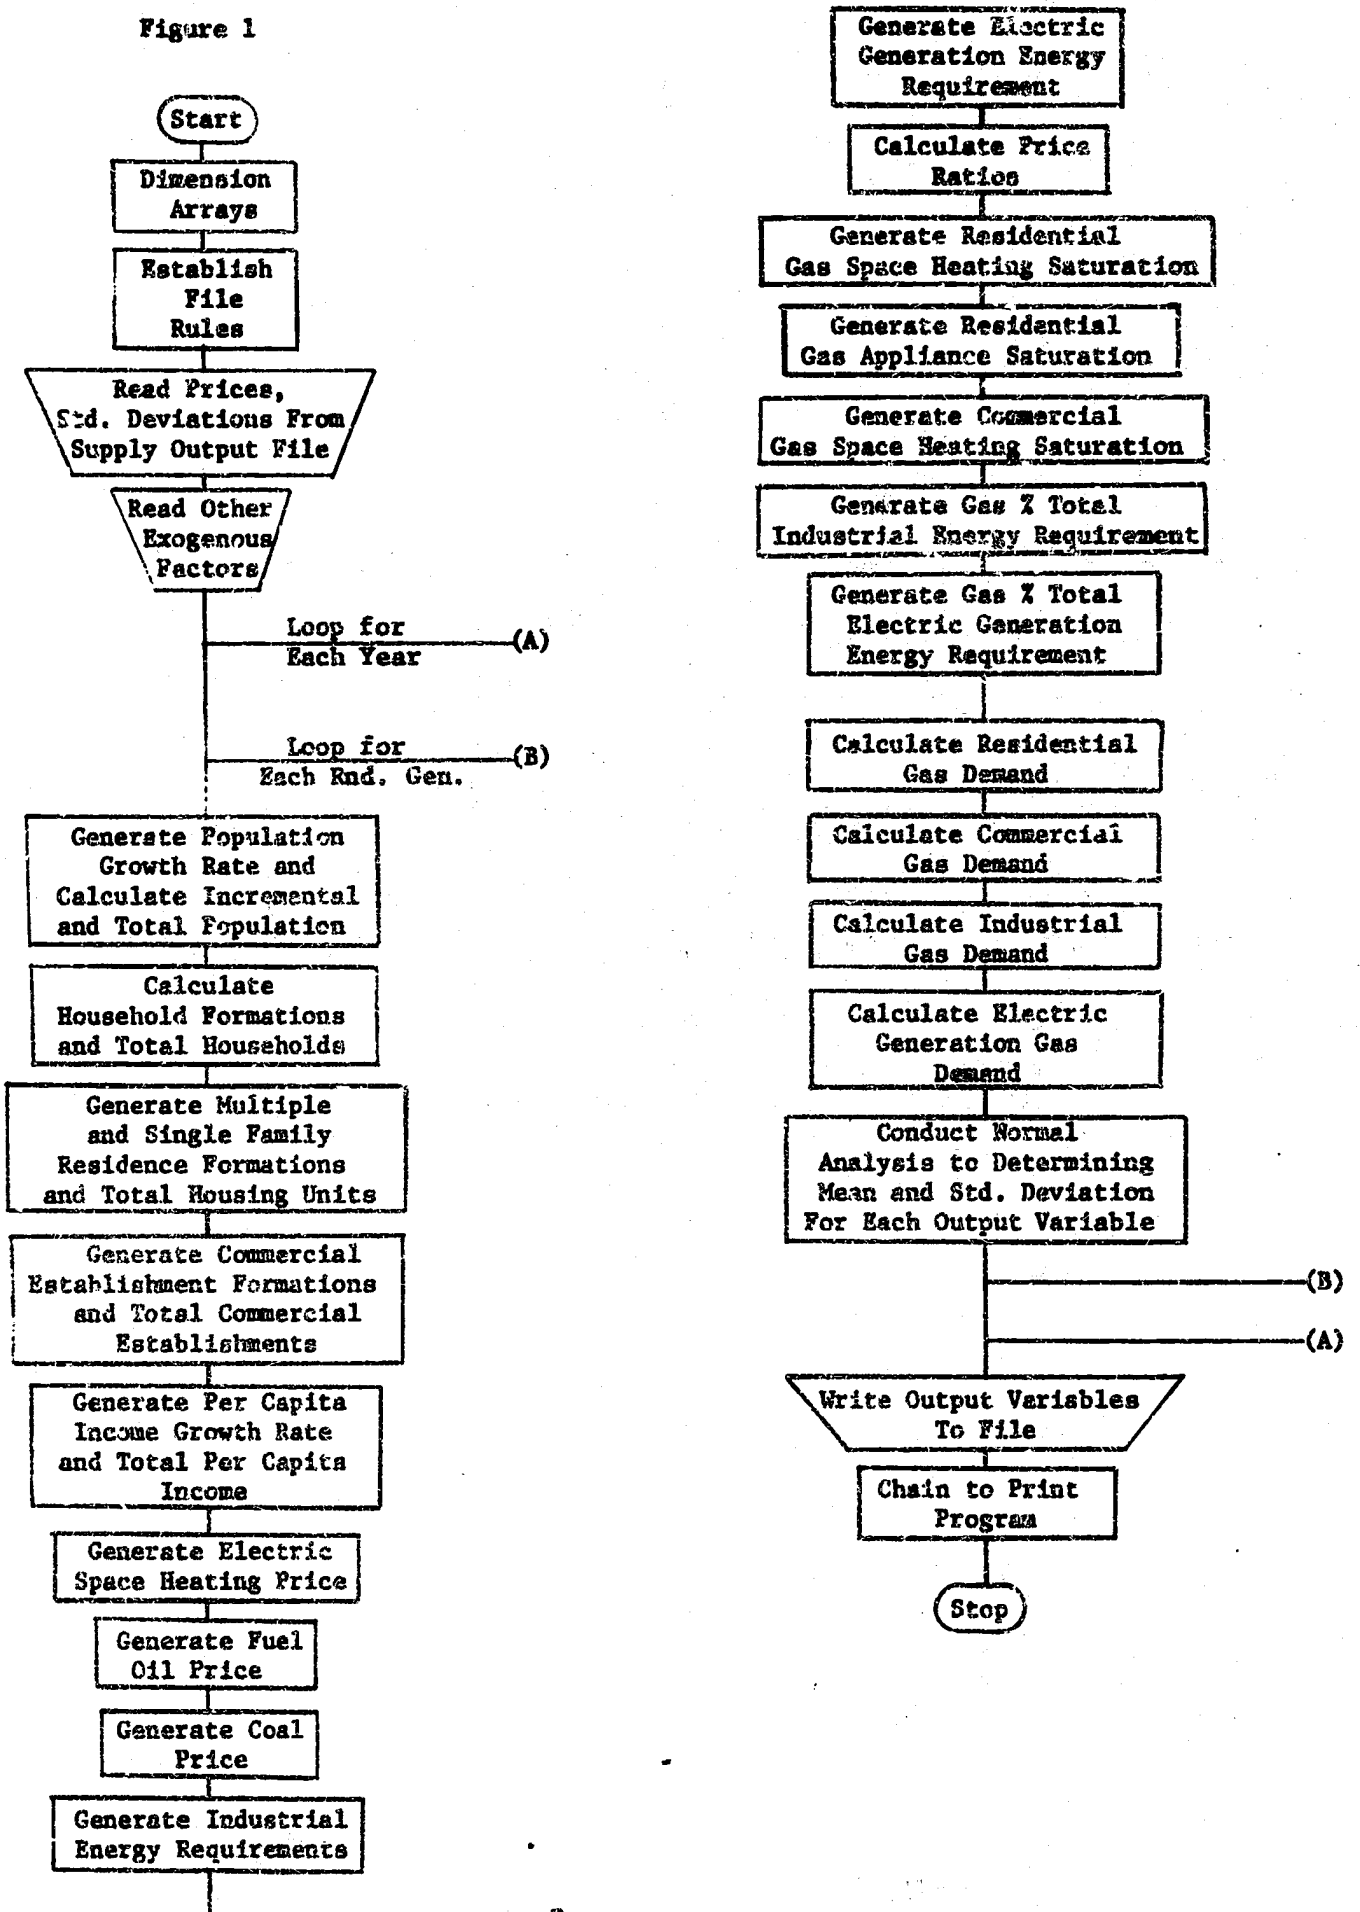 Figure 1
Start
Dimension
Arrays
Establish
File
Rules
Read Prices,
Std. Deviations From
Supply Output File
Read Other
Exogenous
Factors
Loop for
Each Year
(A)
Loop for
Each Rnd. Gen.
(B)
Generate Population
Growth Rate and
Calculate Incremental
and Total Population
Calculate
Household Formations
and Total Households
Generate Multiple
and Single Family
Residence Formations
and Total Housing Units
Generate Commercial
Establishment Formations
and Total Commercial
Establishments
Generate Per Capita
Income Growth Rate
and Total Per Capita
Income
Generate Electric
Space Heating Price
Generate Fuel
Oil Price
Generate Coal
Price
Generate Industrial
Energy Requirements
Generate Electric
Generation Energy
Requirement
Calculate Price
Ratios
Generate Residential
Gas Space Heating Saturation
Generate Residential
Gas Appliance Saturation
Generate Commercial
Gas Space Heating Saturation
Generate Gas % Total
Industrial Energy Requirement
Generate Gas % Total
Electric Generation
Energy Requirement
Calculate Residential
Gas Demand
Calculate Commercial
Gas Demand
Calculate Industrial
Gas Demand
Calculate Electric
Generation Gas
Demand
Conduct Normal
Analysis to Determining
Mean and Std. Deviation
For Each Output Variable
(B)
(A)
Write Output Variables
To File
Chain to Print
Program
Stop